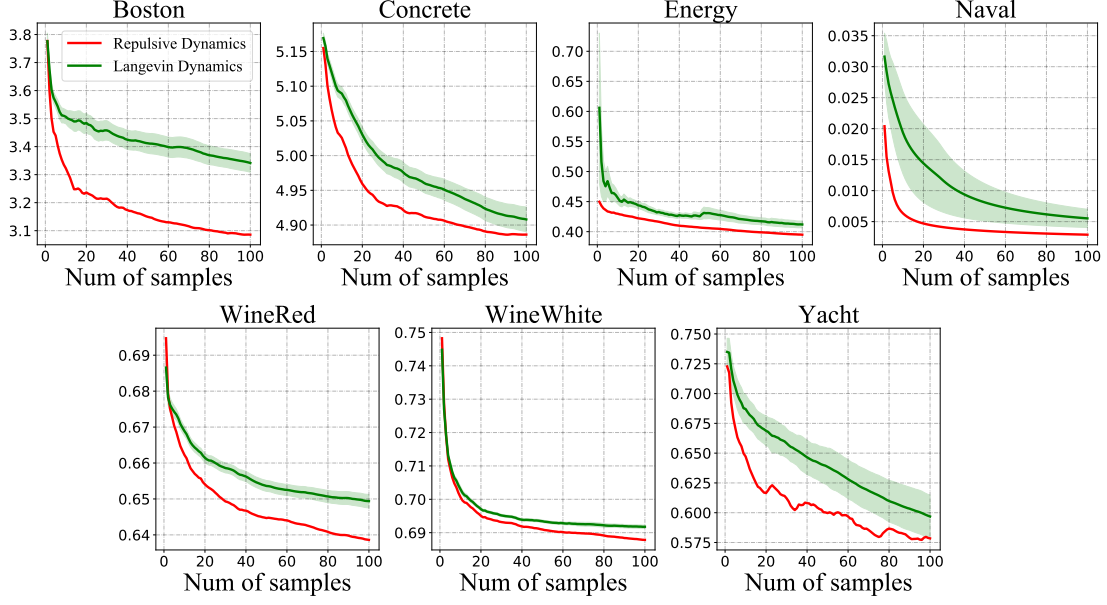 Boston
3.8
3.7
3.6
3.5
3.4
3.3
3.2
3.1
Repulsive Dynamics
Langevin Dynamics
0 20 40 60 80 100
Num of samples
Concrete
5.15
5.10
5.05
5.00
4.95
4.90
0 20 40 60 80 100
Num of samples
Energy
0.70
0.60
0.55
0.50
0.45
0.40
0 20 40 60 80 100
Num of samples
Naval
0.035
0.030
0.020
0.015
0.010
0.005
0 20 40 60 80 100
Num of samples
WineRed
0.69
0.68
0.67
0.66
0.65
0.64
0 20 40 60 80 100
Num of samples
WineWhite
0.75
0.74
0.72
0.71
0.70
0.69
0 20 40 60 80 100
Num of samples
Yacht
0.750
0.725
0.700
0.675
0.650
0.625
0.600
0.575
0 20 40 60 80 100
Num of samples